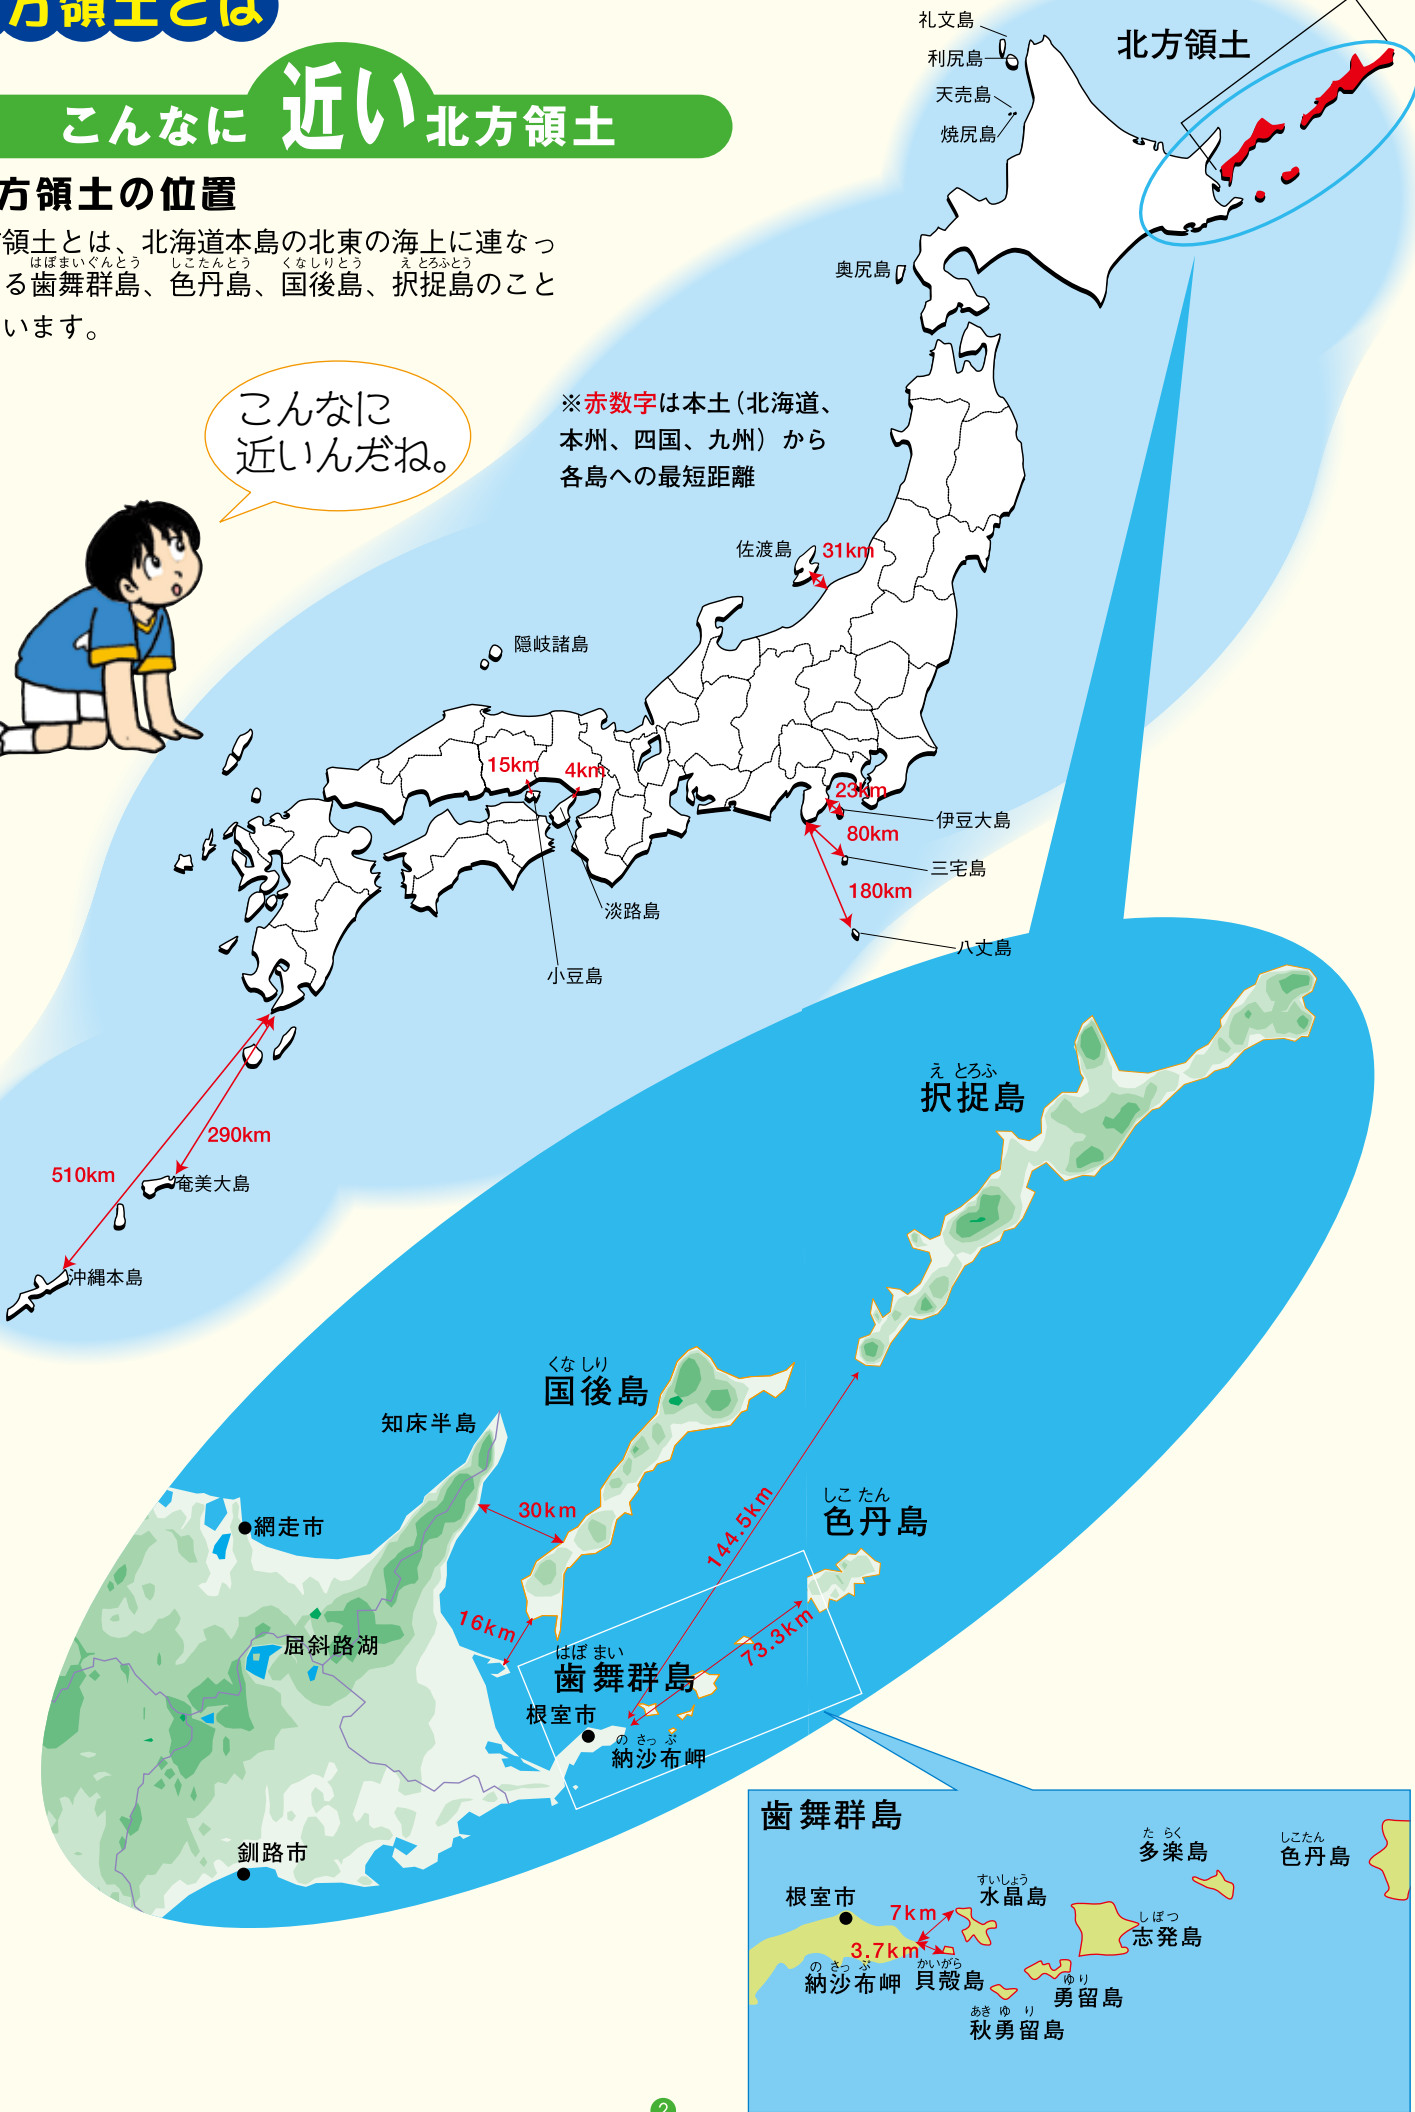 方領土とは
こんなに 近い 北方領土
方領土の位置
領土とは、北海道本島の北東の海上に連なっ
はぼまいぐんとう しこたんとう くなしりとう えとろふとう
る歯舞群島、色丹島、国後島、択捉島のこと
います。
こんなに
近いんだね。
※赤数字は本土(北海道、
本州、四国、九州)から
各島への最短距離
北方領土
礼文島
利尻島
天売島
焼尻島
奥尻島
佐渡島
31km
隠岐諸島
15km
4km
23km
伊豆大島
80km
三宅島
180km
八丈島
淡路島
小豆島
290km
510km
奄美大島
沖縄本島
えとろふ
択捉島
くなしり
国後島
知床半島
30km
144.5km
しこたん
色丹島
網走市
16km
73.3km
屈斜路湖
はぼまい
歯舞群島
根室市
のさっぷ
納沙布岬
釧路市
歯舞群島
たらく
多楽島
しこたん
色丹島
すいしょう
水晶島
根室市
7km
しぼつ
志発島
3.7km
のさっぷ
納沙布岬
かいがら
貝殻島
ゆり
勇留島
あきゆり
秋勇留島
2